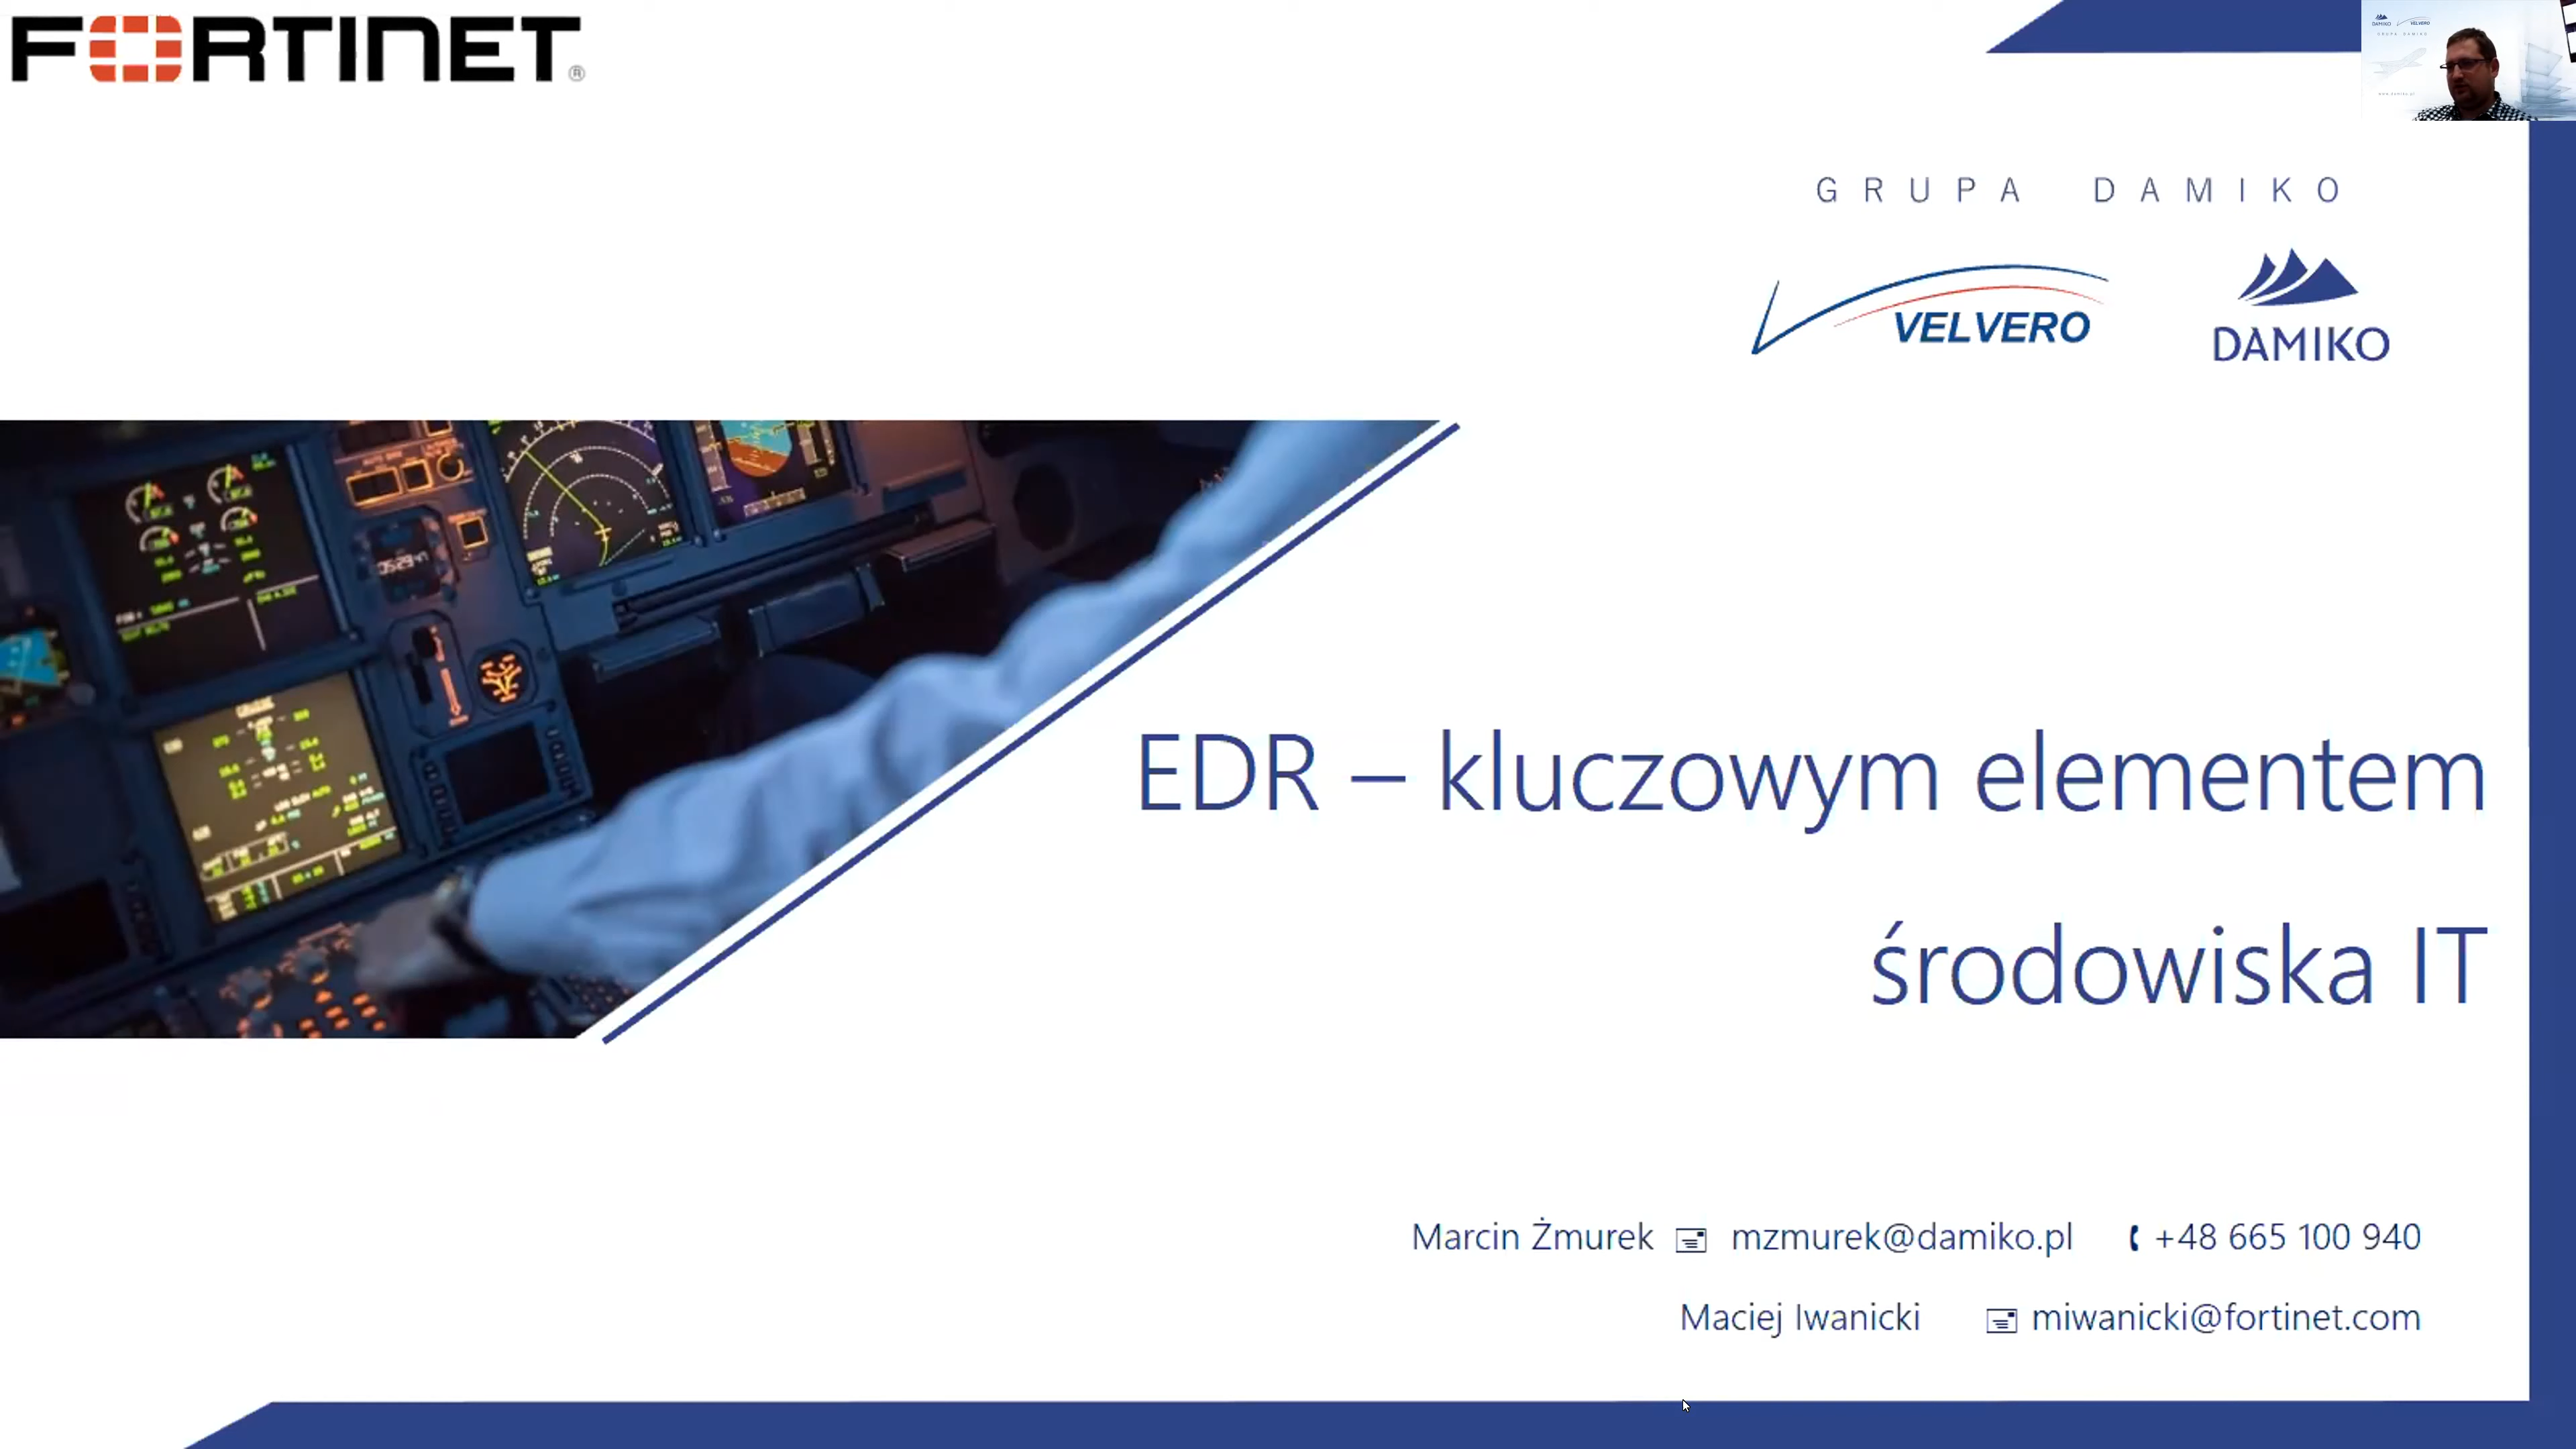 FORTINET®
GRUPA DAMIKO
VELVERO
DAMIKO
EDR – kluczowym elementem
środowiska IT
Marcin Żmurek mzmurek@damiko.pl +48 665 100 940
Maciej Iwanicki miwanicki@fortinet.com